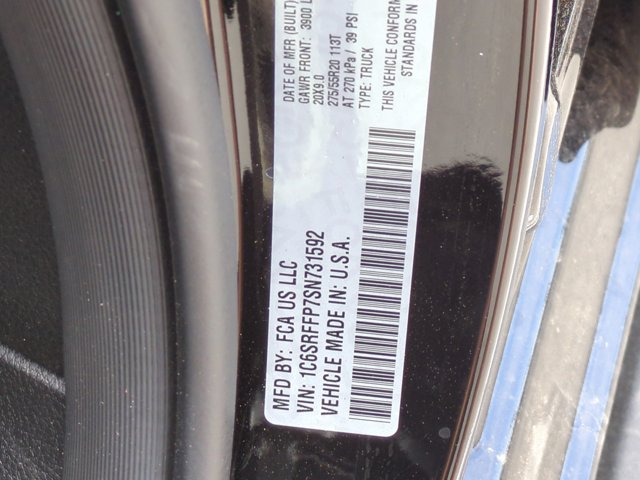 MFD BY: FCA US LLC
VIN: 1C6SRFFP7SN731592
VEHICLE MADE IN: U.S.A.
DATE OF MFR (BUILT)
GAWR FRONT: 3900 L
20X9.0
275/55R20 113T
AT 270 kPa / 39 PSI
TYPE: TRUCK
THIS VEHICLE CONFORM
STANDARDS IN